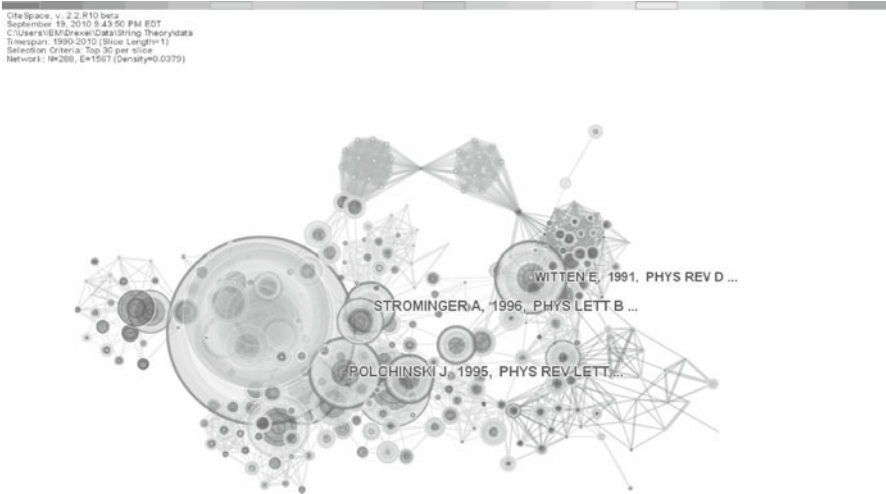 CiteSpace, v. 2.2.R10 beta
September 19, 2010 9:43:50 PM EDT
C:\Users\IBM\Drexel\Data\String Theory\data
Timespan: 1990-2010 (Slice Length=1)
Selection Criteria: Top 30 per slice
Network: N=288, E=1567 (Density=0.0379)
WITTEN E, 1991, PHYS REV D ...
STROMINGER A, 1996, PHYS LETT B ...
POLCHINSKI J, 1995, PHYS REV LETT, ...